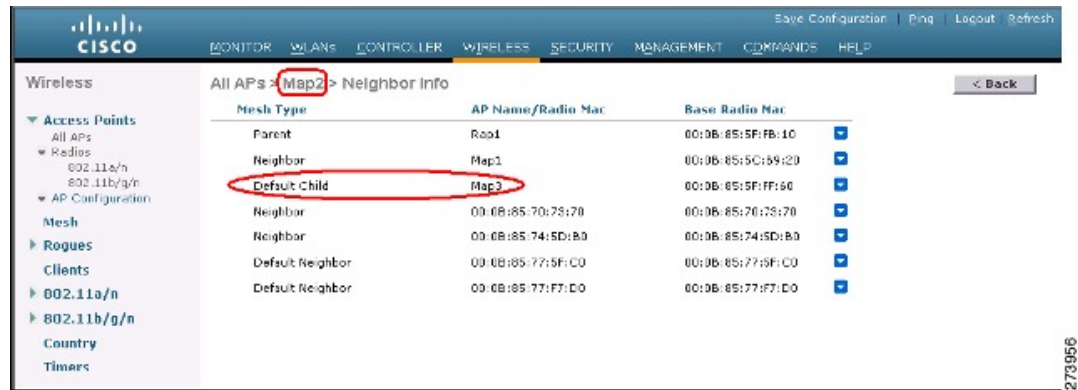 Save Configuration | Ping | Logout | Refresh
CISCO
MONITOR WLANs CONTROLLER WIRELESS SECURITY MANAGEMENT COMMANDS HELP
Wireless
All APs > Map2 > Neighbor Info
< Back
Mesh Type AP Name/Radio Mac Base Radio Mac
Parent Rap1 00:0B:85:5F:FB:10
Neighbor Map1 00:0B:85:5C:69:20
Default Child Map3 00:0B:85:5F:FF:60
Neighbor 00:0B:85:70:73:70 00:0B:85:70:73:70
Neighbor 00:0B:85:74:5D:B0 00:0B:85:74:5D:B0
Default Neighbor 00:0B:85:77:5F:C0 00:0B:85:77:5F:C0
Default Neighbor 00:0B:85:77:F7:D0 00:0B:85:77:F7:D0
Access Points
All APs
Radios
802.11a/n
802.11b/g/n
AP Configuration
Mesh
Rogues
Clients
802.11a/n
802.11b/g/n
Country
Timers
273956